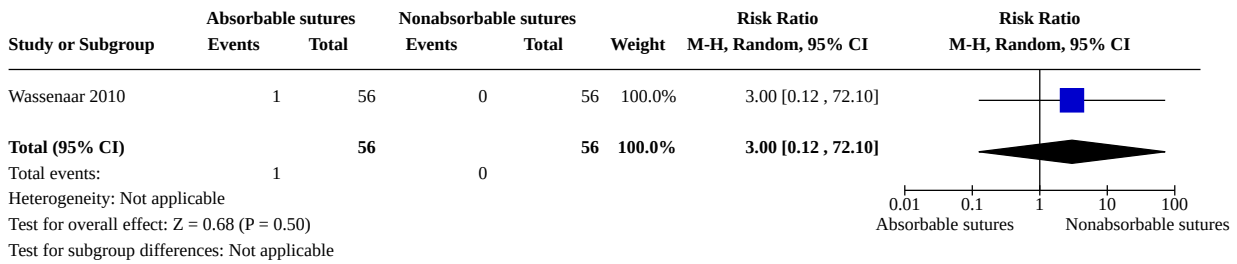 Absorbable sutures Nonabsorbable sutures Risk Ratio Risk Ratio
Study or Subgroup Events Total Events Total Weight M-H, Random, 95% CI M-H, Random, 95% CI
Wassenaar 2010 1 56 0 56 100.0% 3.00 [0.12 , 72.10]
Total (95% CI) 56 56 100.0% 3.00 [0.12 , 72.10]
Total events: 1 0
Heterogeneity: Not applicable
0.01 0.1 1 10 100
Test for overall effect: Z = 0.68 (P = 0.50) Absorbable sutures Nonabsorbable sutures
Test for subgroup differences: Not applicable